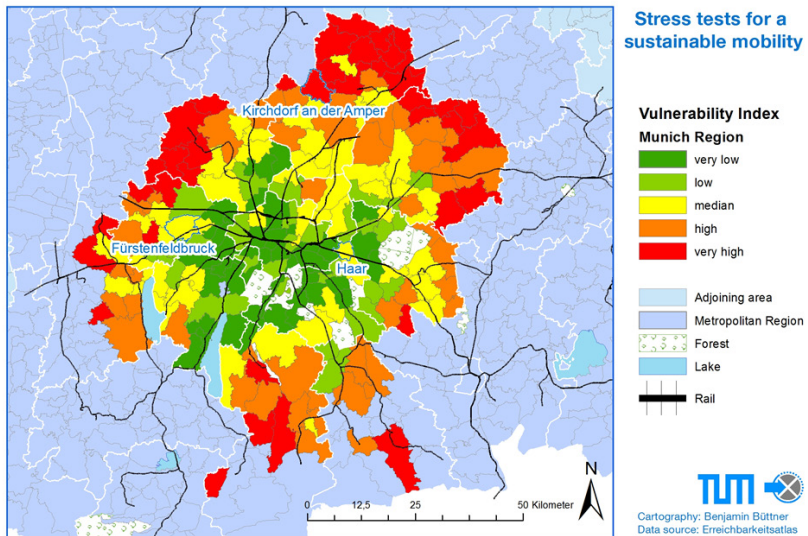 Stress tests for a
sustainable mobility
Kirchdorf an der Amper
Fürstenfeldbruck
Haar
Vulnerability Index
Munich Region
very low
low
median
high
very high
Adjoining area
Metropolitan Region
Forest
Lake
Rail
N
0 12,5 25 50 Kilometer
TUM
Cartography: Benjamin Büttner
Data source: Erreichbarkeitsatlas